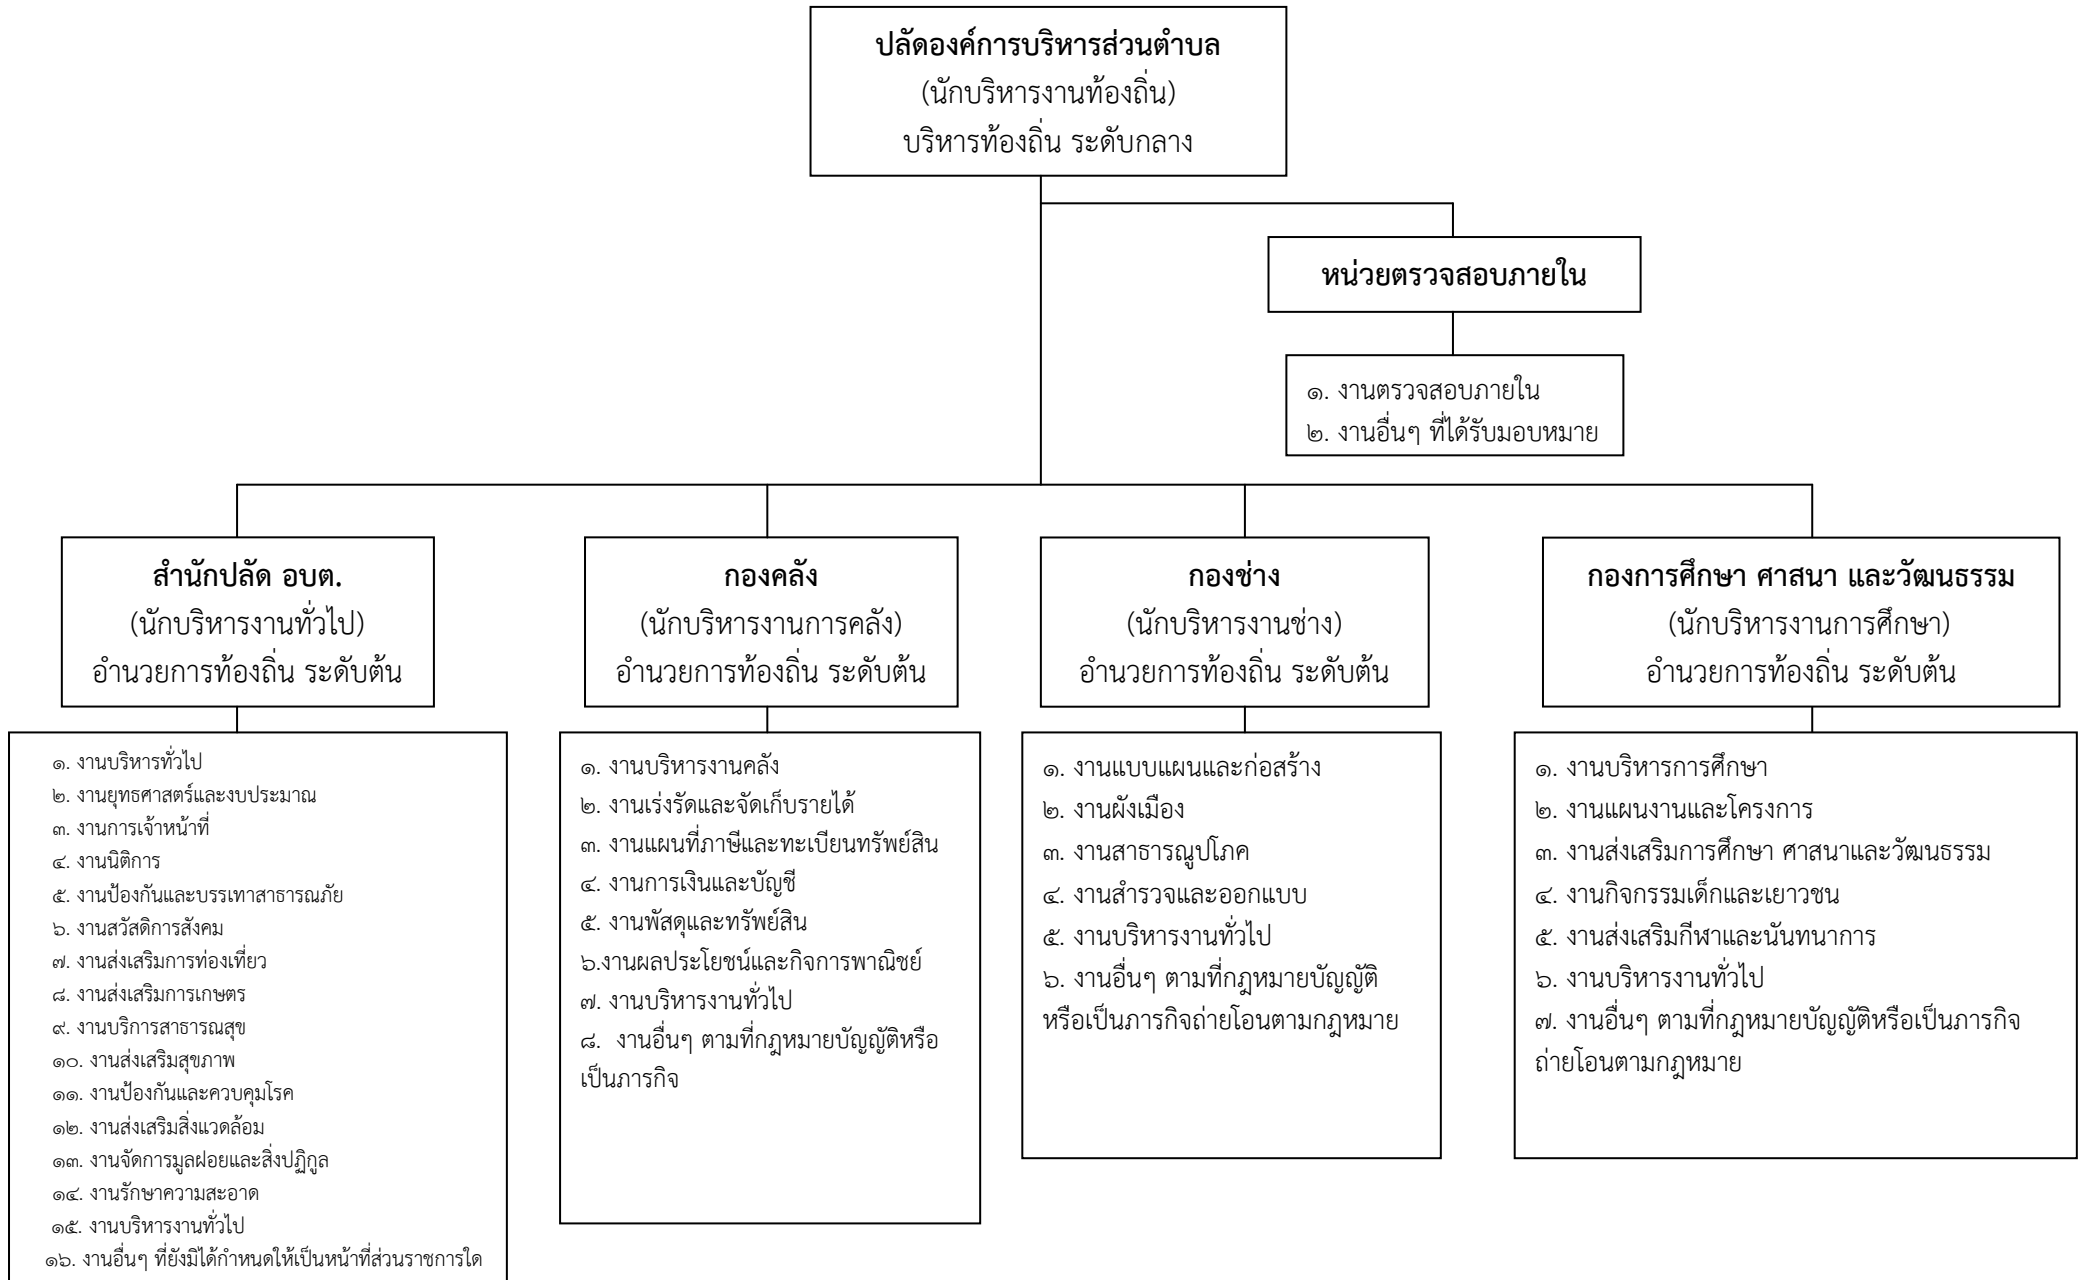 ปลัดองค์การบริหารส่วนตำบล
(นักบริหารงานท้องถิ่น)
บริหารท้องถิ่น ระดับกลาง
หน่วยตรวจสอบภายใน
๑. งานตรวจสอบภายใน
๒. งานอื่นๆ ที่ได้รับมอบหมาย
สำนักปลัด อบต.
(นักบริหารงานทั่วไป)
อำนวยการท้องถิ่น ระดับต้น
๑. งานบริหารทั่วไป
๒. งานยุทธศาสตร์และงบประมาณ
๓. งานการเจ้าหน้าที่
๔. งานนิติการ
๕. งานป้องกันและบรรเทาสาธารณภัย
๖. งานสวัสดิการสังคม
๗. งานส่งเสริมการท่องเที่ยว
๘. งานส่งเสริมการเกษตร
๙. งานบริการสาธารณสุข
๑๐. งานส่งเสริมสุขภาพ
๑๑. งานป้องกันและควบคุมโรค
๑๒. งานส่งเสริมสิ่งแวดล้อม
๑๓. งานจัดการมูลฝอยและสิ่งปฏิกูล
๑๔. งานรักษาความสะอาด
๑๕. งานบริหารงานทั่วไป
๑๖. งานอื่นๆ ที่ยังมิได้กำหนดให้เป็นหน้าที่ส่วนราชการใด
กองคลัง
(นักบริหารงานการคลัง)
อำนวยการท้องถิ่น ระดับต้น
๑. งานบริหารงานคลัง
๒. งานเร่งรัดและจัดเก็บรายได้
๓. งานแผนที่ภาษีและทะเบียนทรัพย์สิน
๔. งานการเงินและบัญชี
๕. งานพัสดุและทรัพย์สิน
๖.งานผลประโยชน์และกิจการพาณิชย์
๗. งานบริหารงานทั่วไป
๘.  งานอื่นๆ ตามที่กฎหมายบัญญัติหรือ
เป็นภารกิจ
กองช่าง
(นักบริหารงานช่าง)
อำนวยการท้องถิ่น ระดับต้น
๑. งานแบบแผนและก่อสร้าง
๒. งานผังเมือง
๓. งานสาธารณูปโภค
๔. งานสำรวจและออกแบบ
๕. งานบริหารงานทั่วไป
๖. งานอื่นๆ ตามที่กฎหมายบัญญัติ
หรือเป็นภารกิจถ่ายโอนตามกฎหมาย
กองการศึกษา ศาสนา และวัฒนธรรม
(นักบริหารงานการศึกษา)
อำนวยการท้องถิ่น ระดับต้น
๑. งานบริหารการศึกษา
๒. งานแผนงานและโครงการ
๓. งานส่งเสริมการศึกษา ศาสนาและวัฒนธรรม
๔. งานกิจกรรมเด็กและเยาวชน
๕. งานส่งเสริมกีฬาและนันทนาการ
๖. งานบริหารงานทั่วไป
๗. งานอื่นๆ ตามที่กฎหมายบัญญัติหรือเป็นภารกิจ
ถ่ายโอนตามกฎหมาย